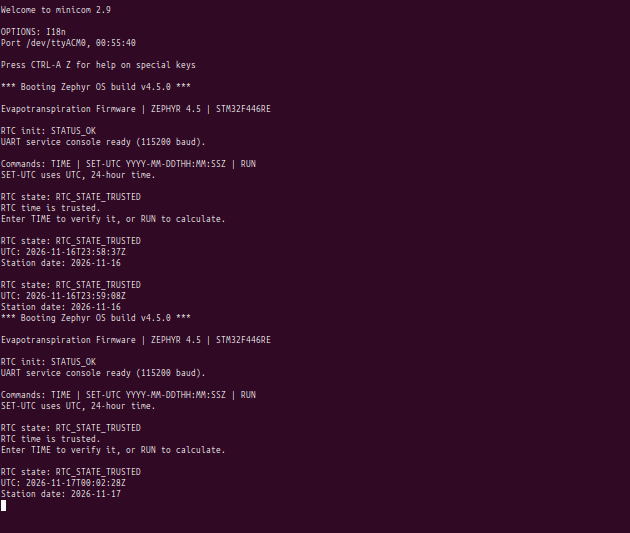 Welcome to minicom 2.9
OPTIONS: I18n
Port /dev/ttyACM0, 00:55:40
Press CTRL-A Z for help on special keys
*** Booting Zephyr OS build v4.5.0 ***
Evapotranspiration Firmware | ZEPHYR 4.5 | STM32F446RE
RTC init: STATUS_OK
UART service console ready (115200 baud).
Commands: TIME | SET-UTC YYYY-MM-DDTHH:MM:SSZ | RUN
SET-UTC uses UTC, 24-hour time.
RTC state: RTC_STATE_TRUSTED
RTC time is trusted.
Enter TIME to verify it, or RUN to calculate.
RTC state: RTC_STATE_TRUSTED
UTC: 2026-11-16T23:58:37Z
Station date: 2026-11-16
RTC state: RTC_STATE_TRUSTED
UTC: 2026-11-16T23:59:08Z
Station date: 2026-11-16
*** Booting Zephyr OS build v4.5.0 ***
Evapotranspiration Firmware | ZEPHYR 4.5 | STM32F446RE
RTC init: STATUS_OK
UART service console ready (115200 baud).
Commands: TIME | SET-UTC YYYY-MM-DDTHH:MM:SSZ | RUN
SET-UTC uses UTC, 24-hour time.
RTC state: RTC_STATE_TRUSTED
RTC time is trusted.
Enter TIME to verify it, or RUN to calculate.
RTC state: RTC_STATE_TRUSTED
UTC: 2026-11-17T00:02:28Z
Station date: 2026-11-17